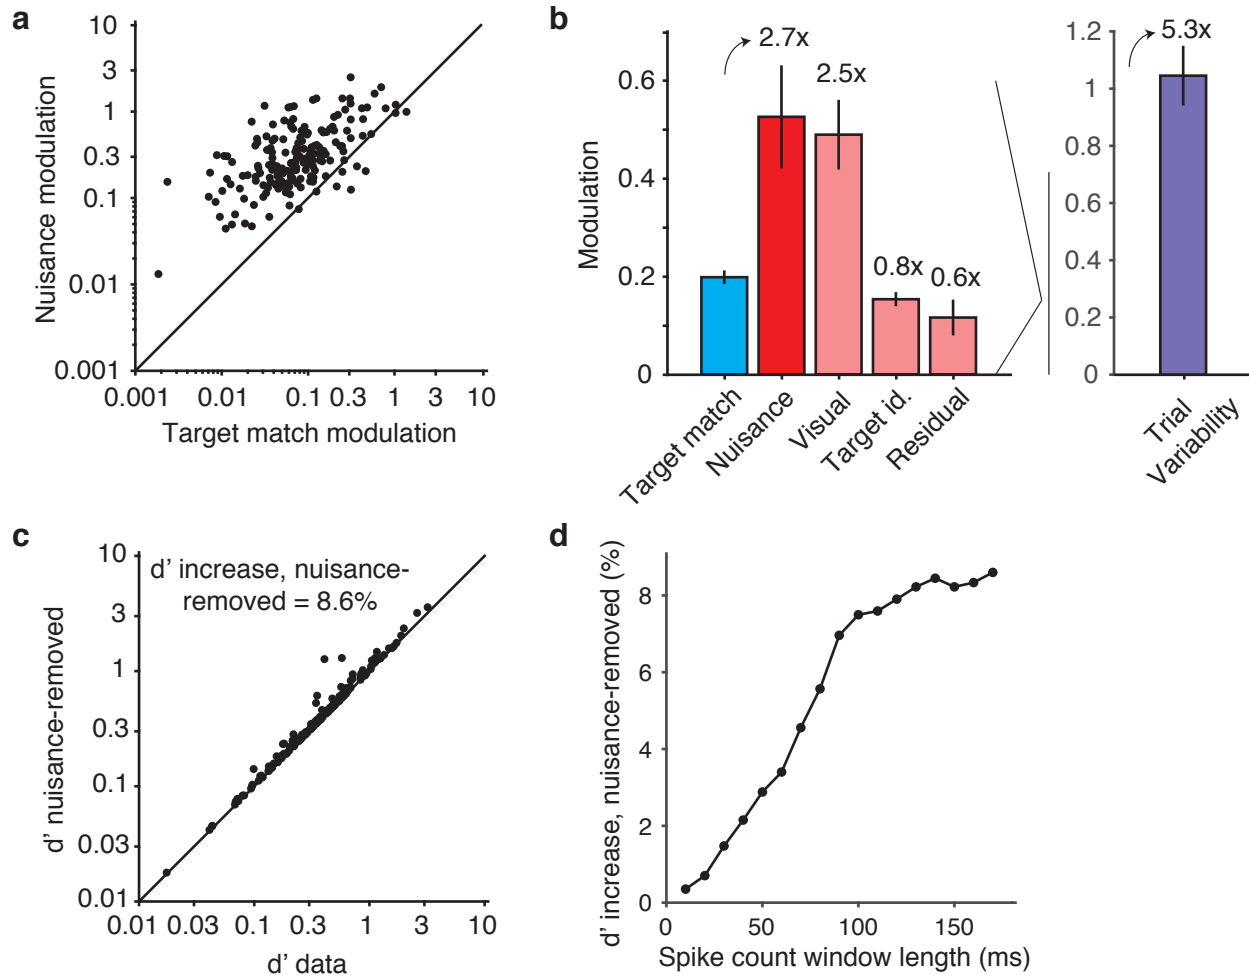 a
10
3
1
0.3
0.1
0.01
0.001
Nuisance modulation
0.001
0.01
0.1
0.3
1
3
10
Target match modulation
b
Modulation
0.6
0.4
0.2
0
2.7x
2.5x
0.8x
0.6x
Target match
Nuisance
Visual
Target id.
Residual
1.2
1
0.8
0.6
0.4
0.2
0
5.3x
Trial
Variability
c
10
3
1
0.3
0.1
0.03
0.01
d' nuisance-removed
d' increase, nuisance-
removed = 8.6%
0.01
0.03
0.1
0.3
1
3
10
d' data
d
d' increase, nuisance-removed (%)
8
6
4
2
0
0
50
100
150
Spike count window length (ms)